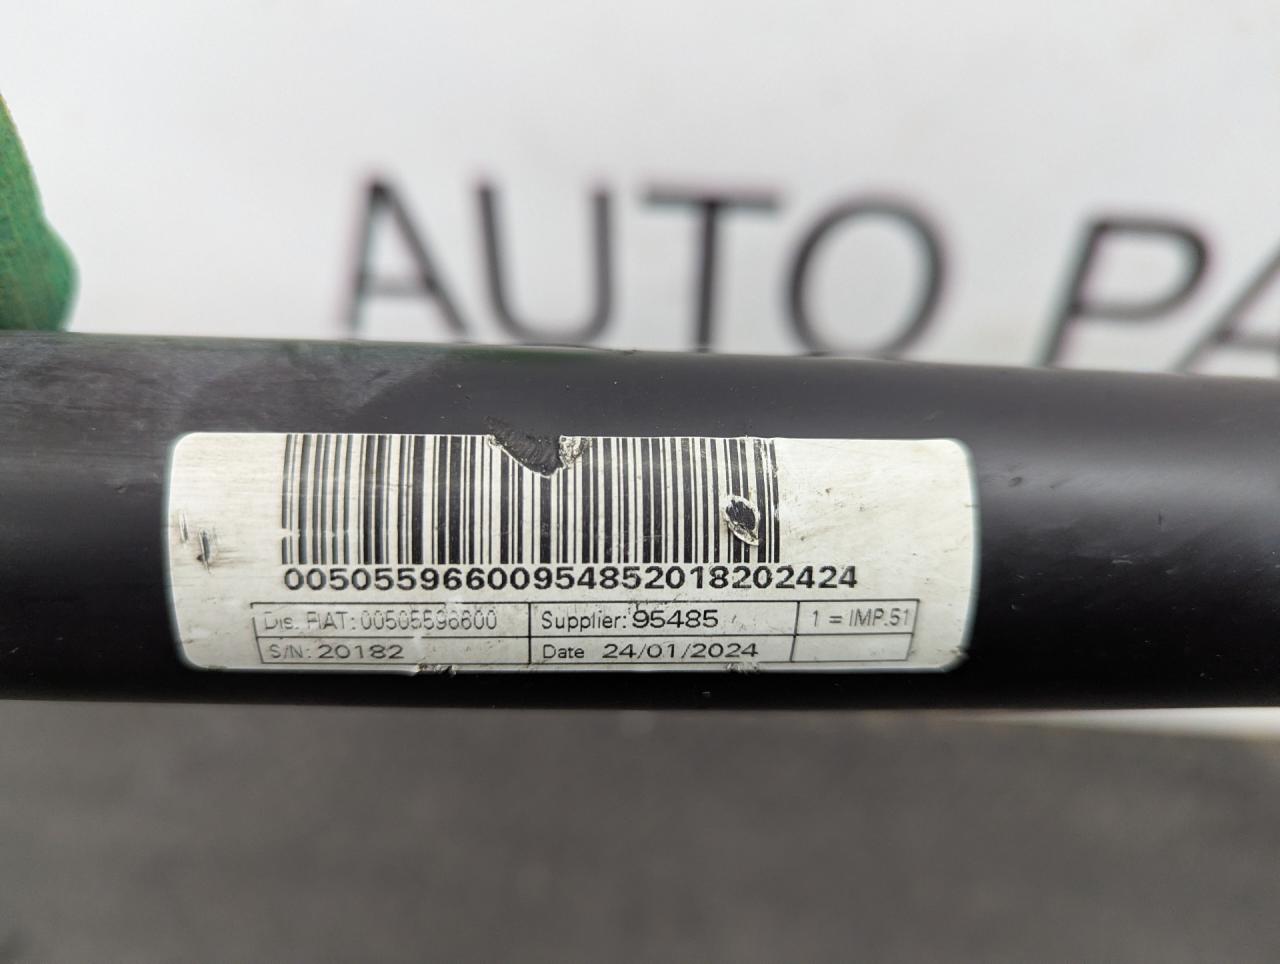 AUTO PA
00505596600954852018202424
Dis. FIAT: 00505596600
Supplier: 95485
1 = IMP.51
S/N: 20182
Date 24/01/2024